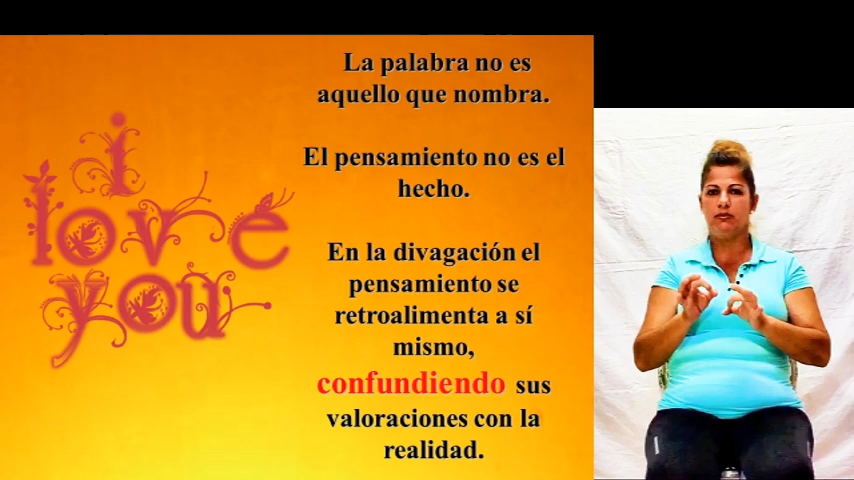 i
love
you
La palabra no es
aquello que nombra.
El pensamiento no es el
hecho.
En la divagación el
pensamiento se
retroalimenta a sí
mismo,
confundiendo sus
valoraciones con la
realidad.